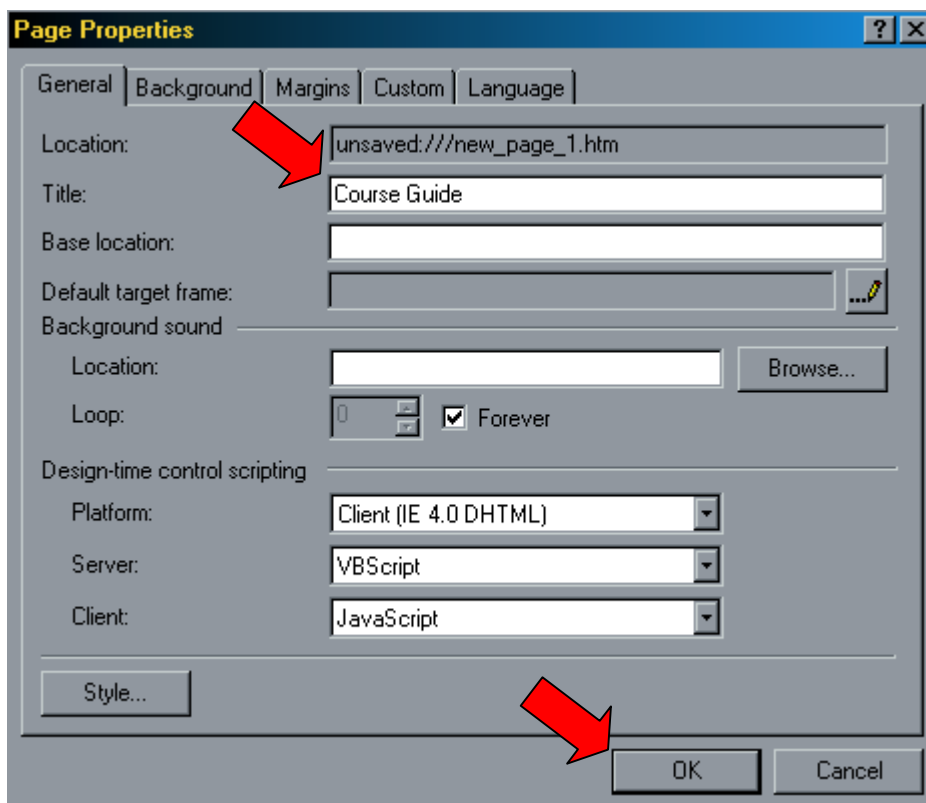 Page Properties
General Background Margins Custom Language
Location: unsaved:///new_page_1.htm
Title: Course Guide
Base location:
Default target frame: ...
Background sound
Location: Browse...
Loop: 0 Forever
Design-time control scripting
Platform: Client (IE 4.0 DHTML)
Server: VBScript
Client: JavaScript
Style...
OK Cancel